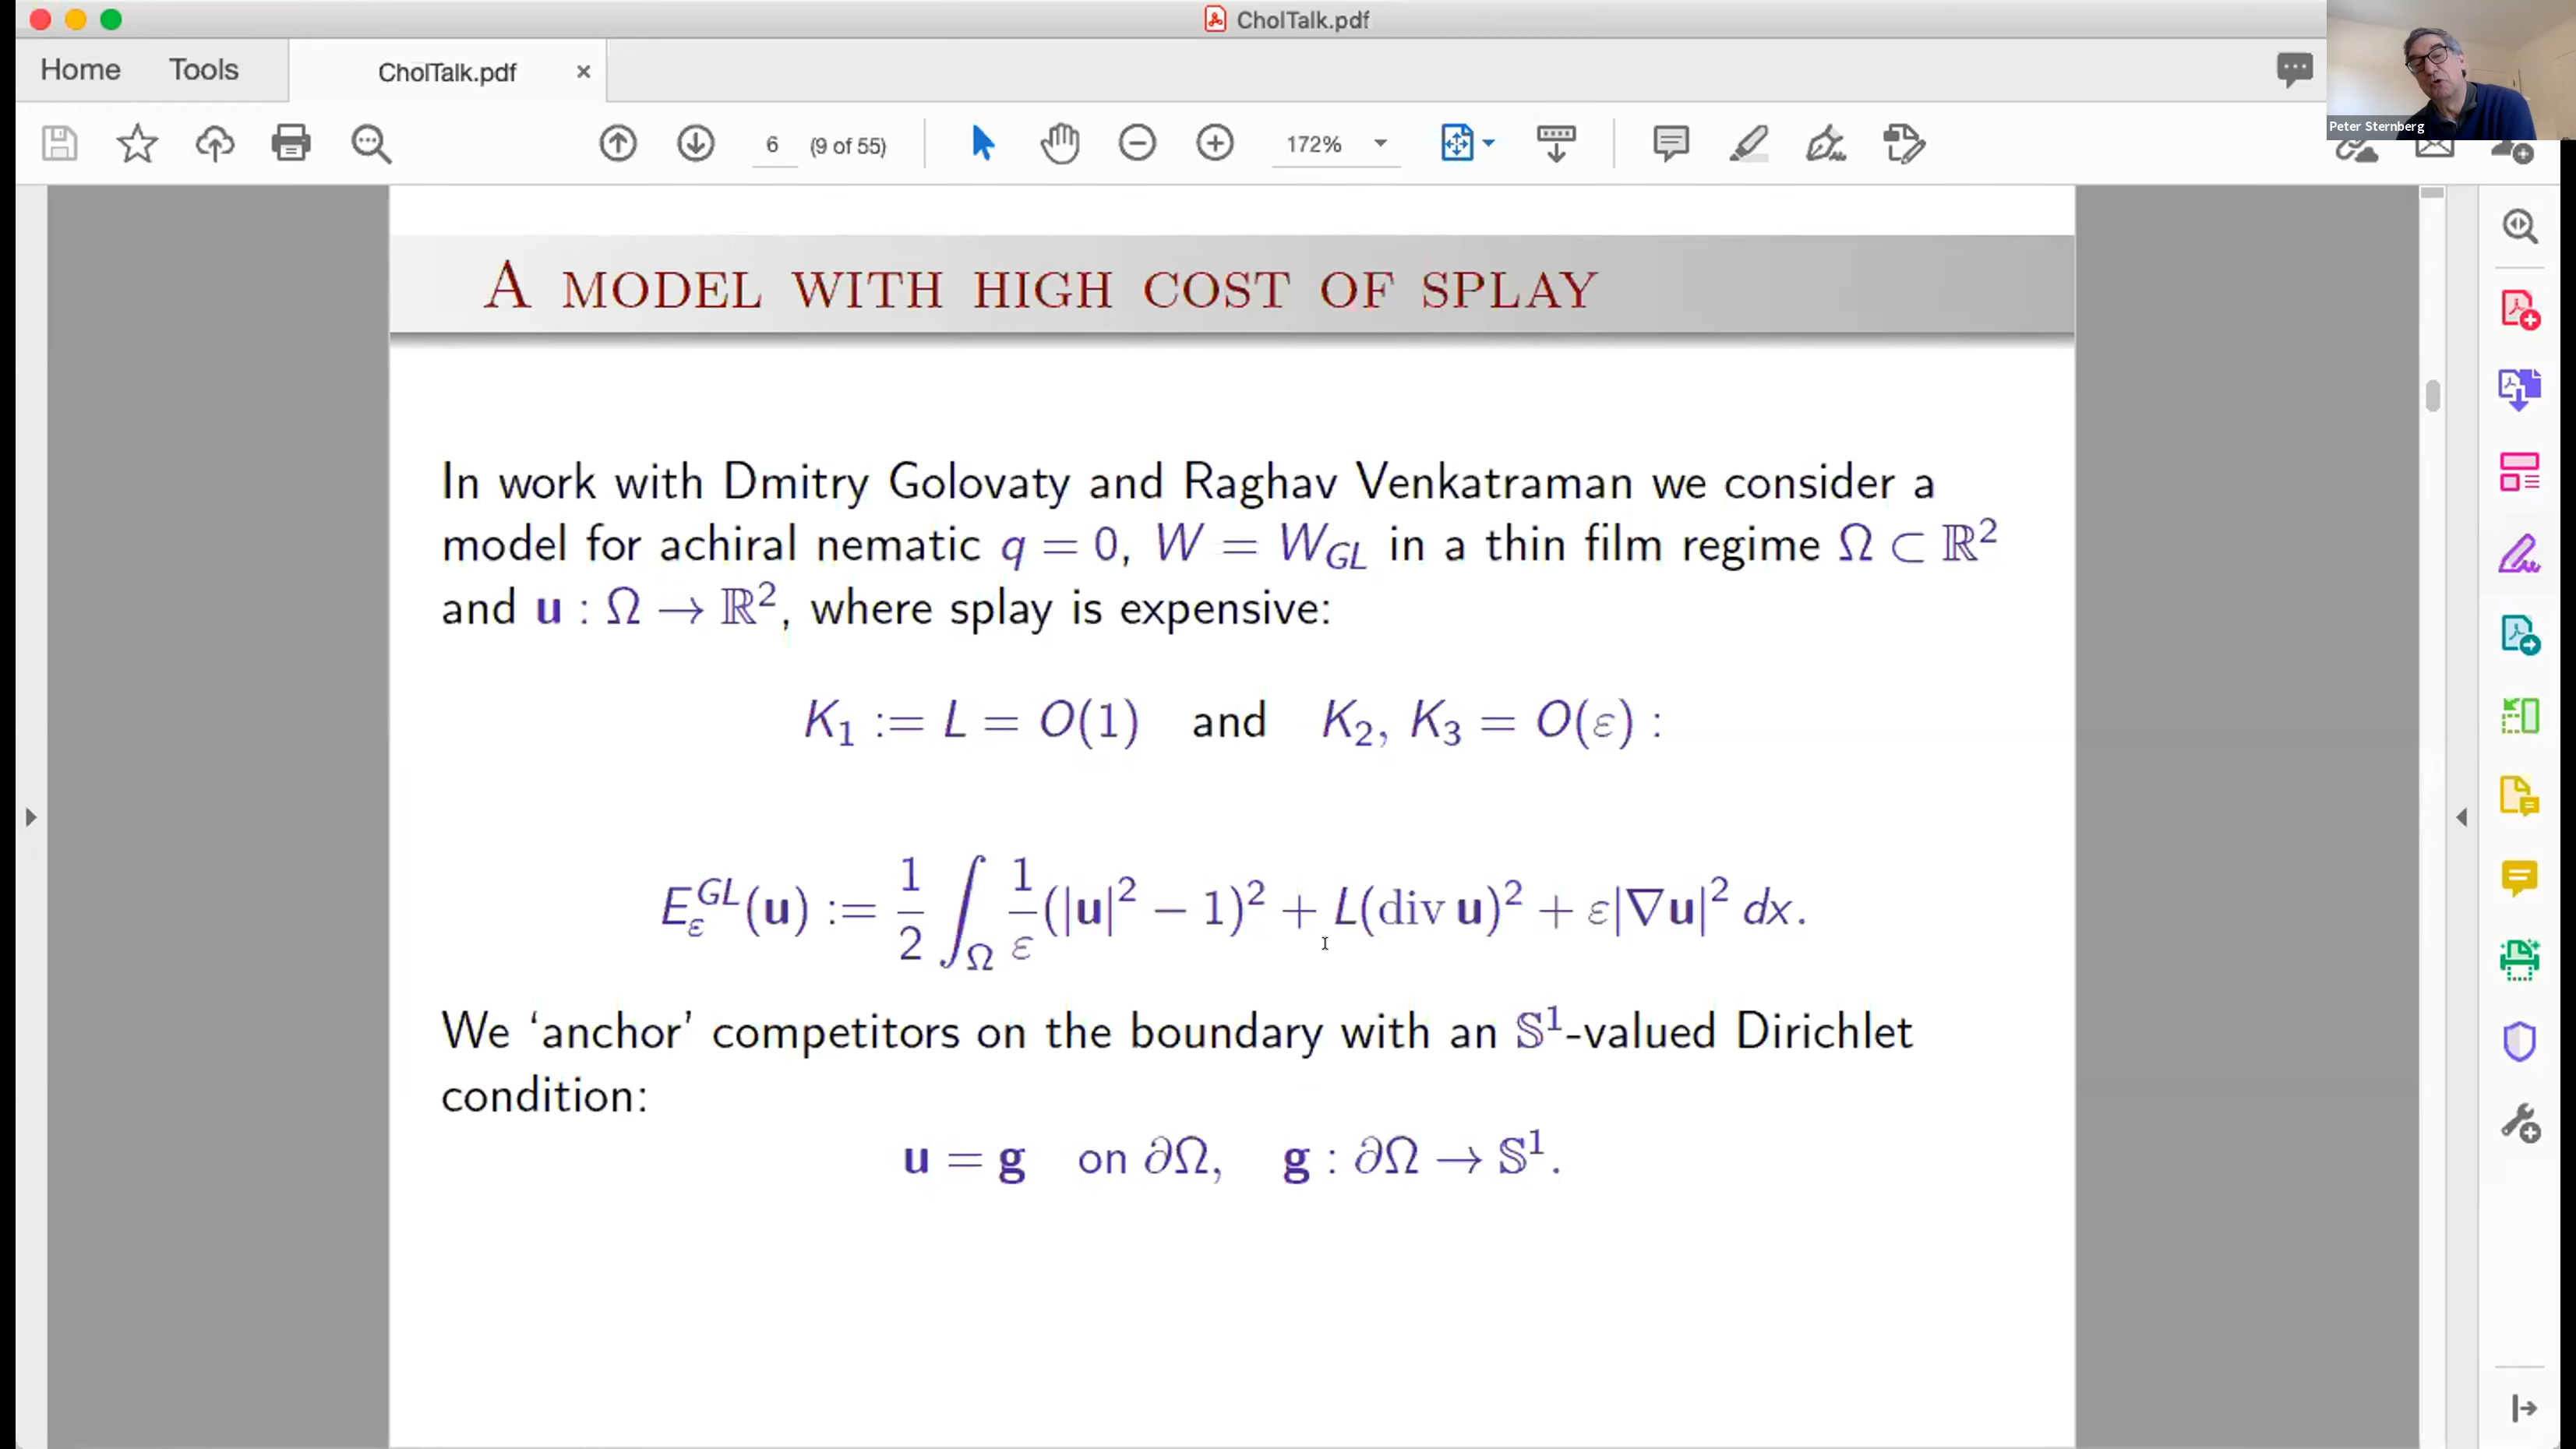 CholTalk.pdf
Home Tools CholTalk.pdf ×
6 (9 of 55) 172%
Peter Sternberg
A MODEL WITH HIGH COST OF SPLAY
In work with Dmitry Golovaty and Raghav Venkatraman we consider a
model for achiral nematic q = 0, W = W_{GL} in a thin film regime Ω ⊂ ℝ²
and u : Ω → ℝ², where splay is expensive:
K₁ := L = O(1) and K₂, K₃ = O(ε) :
E_ε^{GL}(u) := \frac{1}{2} ∫_Ω \frac{1}{ε}(|u|² − 1)² + L(div u)² + ε|∇u|² dx.
We ‘anchor’ competitors on the boundary with an 𝕊¹-valued Dirichlet
condition:
u = g on ∂Ω, g : ∂Ω → 𝕊¹.